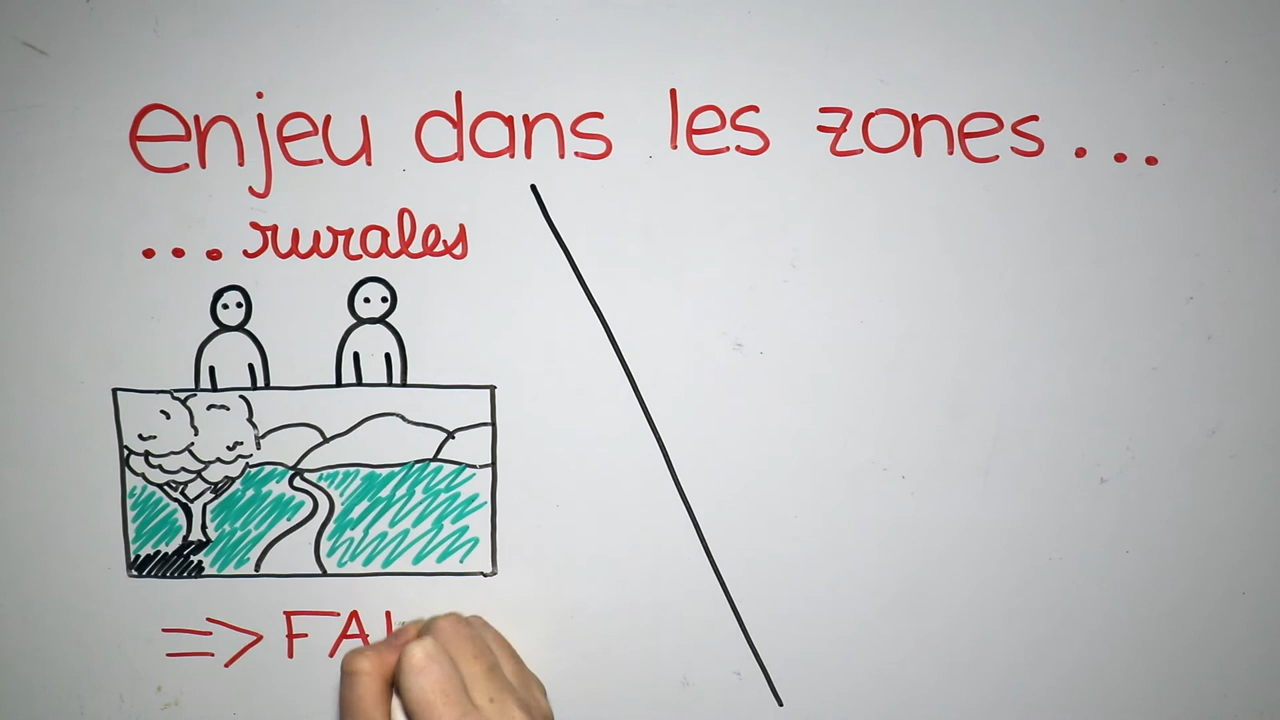 enjeu dans les zones...
...rurales
=> FA